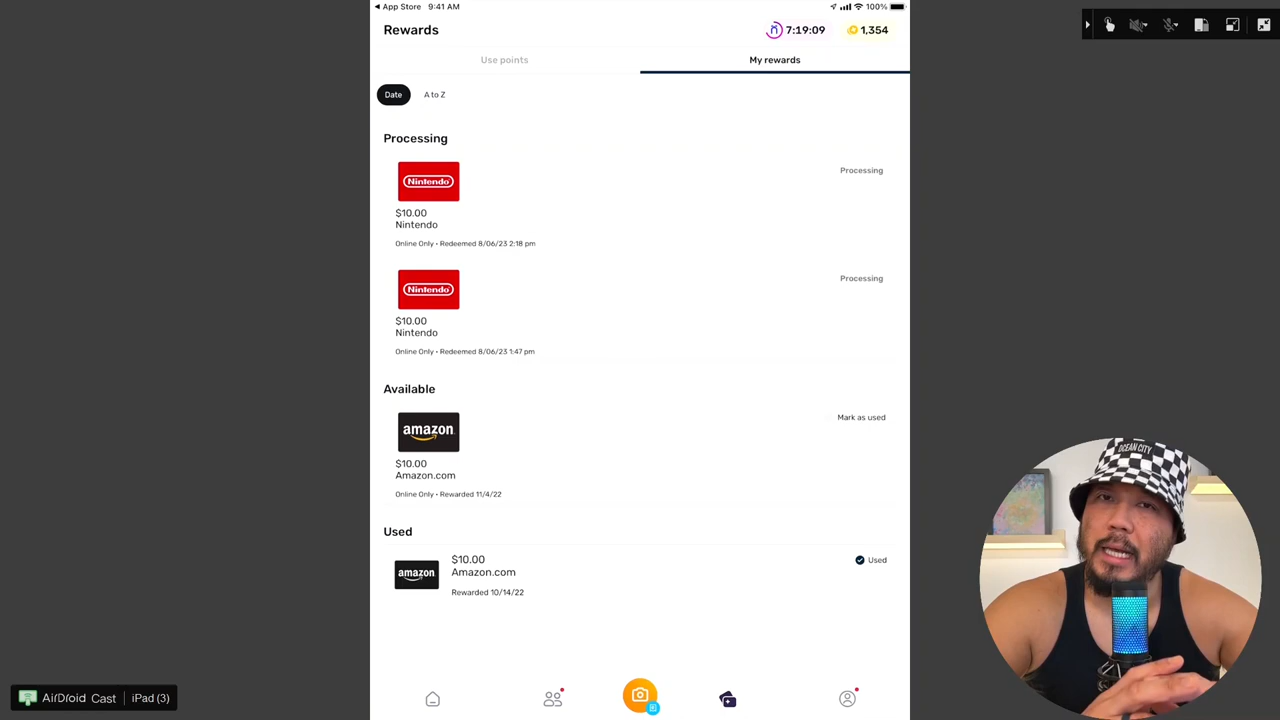 App Store 9:41 AM 100%
Rewards 7:19:09 1,354
Use points My rewards
Date A to Z
Processing
Nintendo Processing
$10.00
Nintendo
Online Only • Redeemed 8/06/23 2:18 pm
Nintendo Processing
$10.00
Nintendo
Online Only • Redeemed 8/06/23 1:47 pm
Available
amazon Mark as used
$10.00
Amazon.com
Online Only • Rewarded 11/4/22
Used
amazon $10.00 Used
Amazon.com
Rewarded 10/14/22
AirDroid Cast | iPad (3)
OCEAN CITY